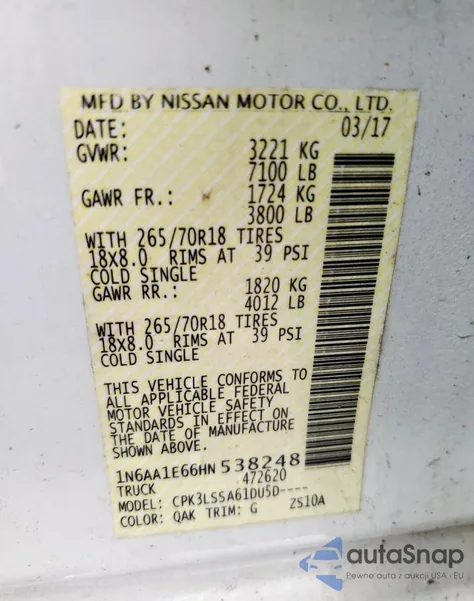 MFD BY NISSAN MOTOR CO., LTD.
DATE: 03/17
GVWR: 3221 KG
7100 LB
GAWR FR.: 1724 KG
3800 LB
WITH 265/70R18 TIRES
18X8.0 RIMS AT 39 PSI
COLD SINGLE
GAWR RR.: 1820 KG
4012 LB
WITH 265/70R18 TIRES
18X8.0 RIMS AT 39 PSI
COLD SINGLE
THIS VEHICLE CONFORMS TO
ALL APPLICABLE FEDERAL
MOTOR VEHICLE SAFETY
STANDARDS IN EFFECT ON
THE DATE OF MANUFACTURE
SHOWN ABOVE.
1N6AA1E66HN538248
472620
TRUCK
MODEL: CPK3LSSA61DU5D----
COLOR: QAK TRIM: G ZS10A
autoSnap
Pewne auta z aukcji USA i EU